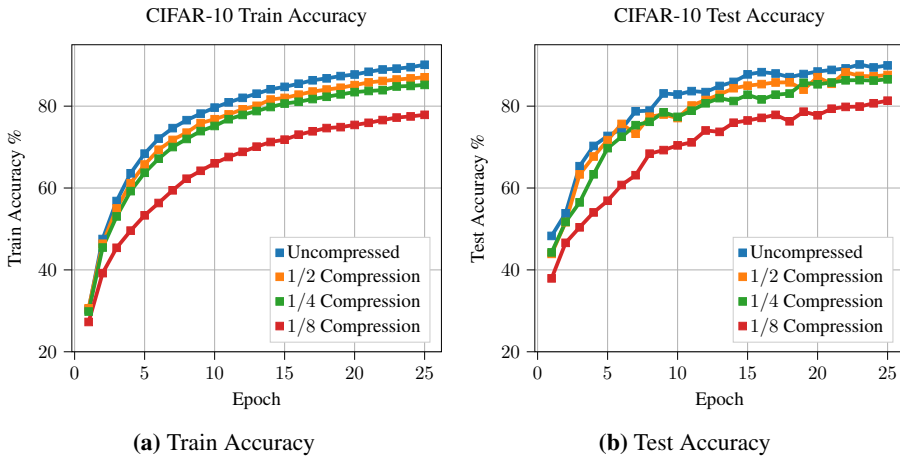 CIFAR-10 Train Accuracy
Train Accuracy %
80
60
40
20
0
5
10
15
20
25
Epoch
Uncompressed
1/2 Compression
1/4 Compression
1/8 Compression
(a) Train Accuracy
CIFAR-10 Test Accuracy
Test Accuracy %
80
60
40
20
0
5
10
15
20
25
Epoch
Uncompressed
1/2 Compression
1/4 Compression
1/8 Compression
(b) Test Accuracy